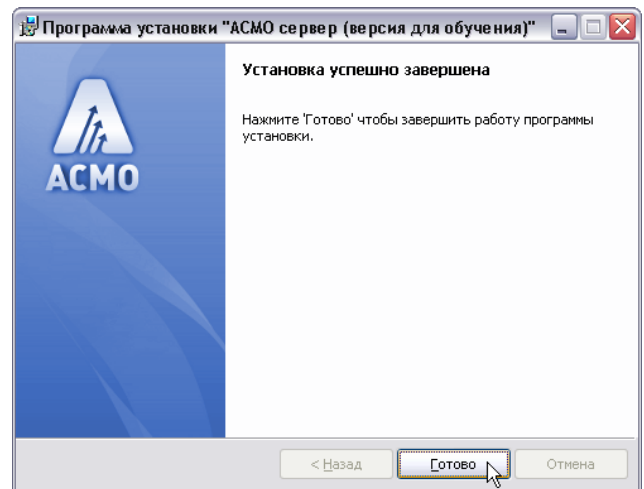 Программа установки "АСМО сервер (версия для обучения)"
Установка успешно завершена
Нажмите 'Готово' чтобы завершить работу программы
установки.
АСМО
< Назад
Готово
Отмена